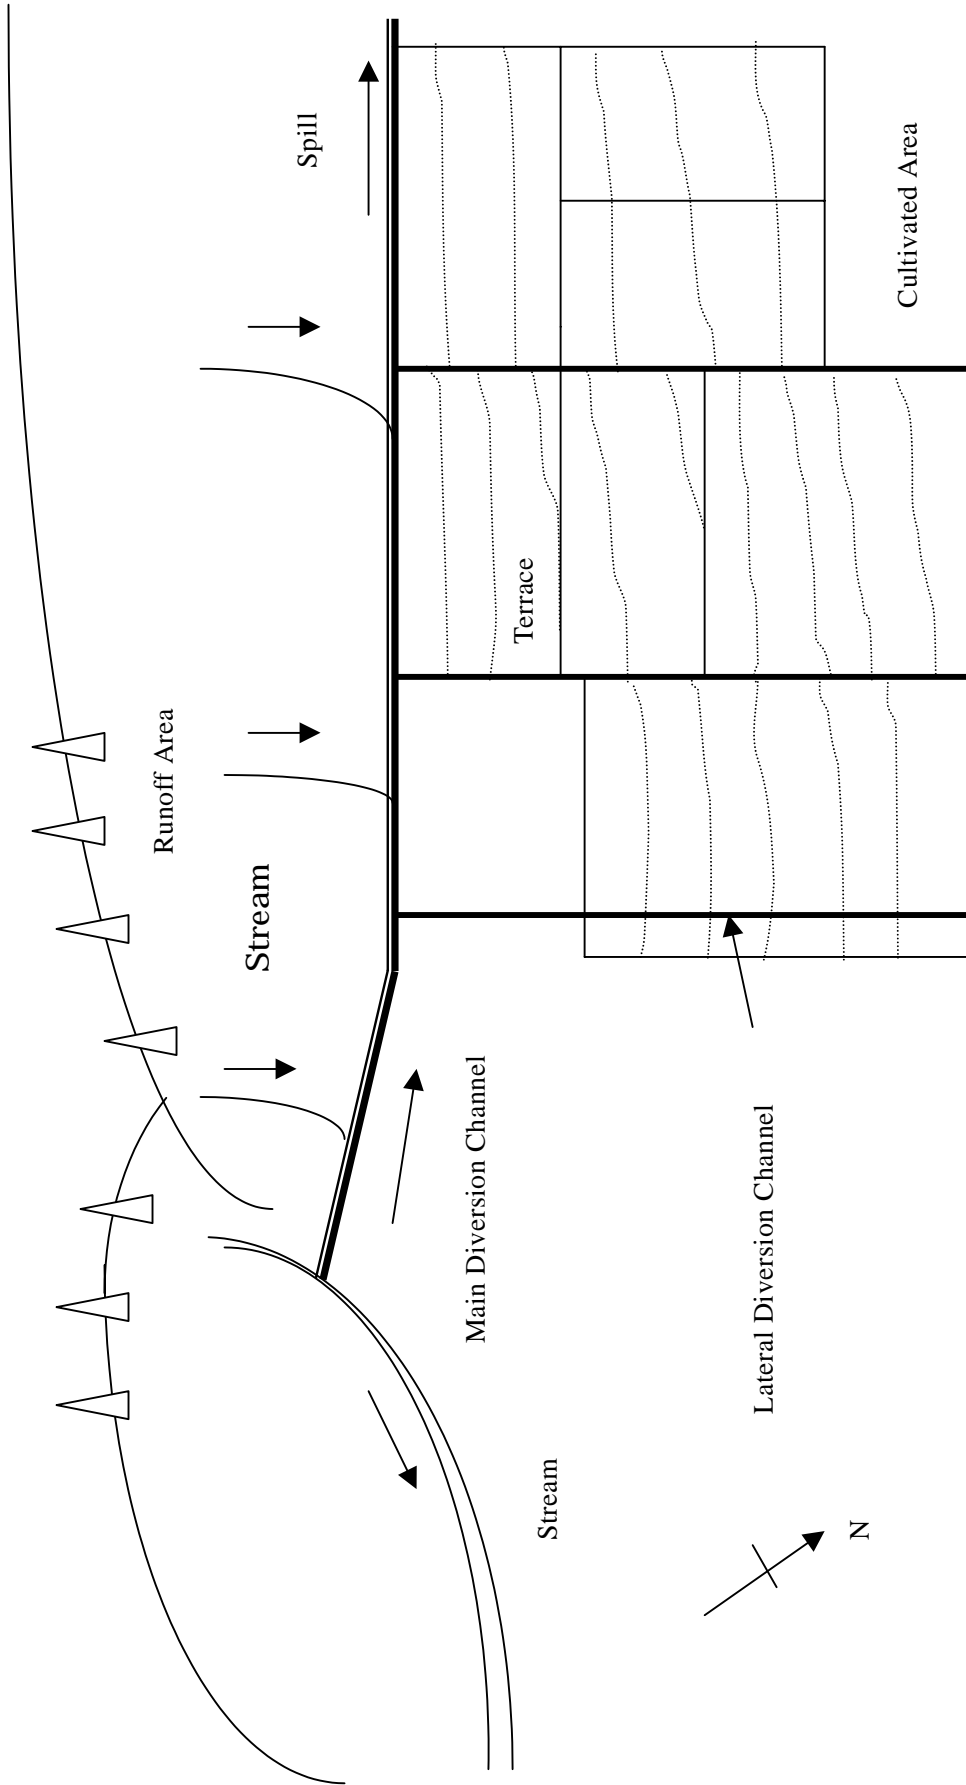 Spill
Cultivated Area
Terrace
Runoff Area
Stream
Main Diversion Channel
Lateral Diversion Channel
Stream
N